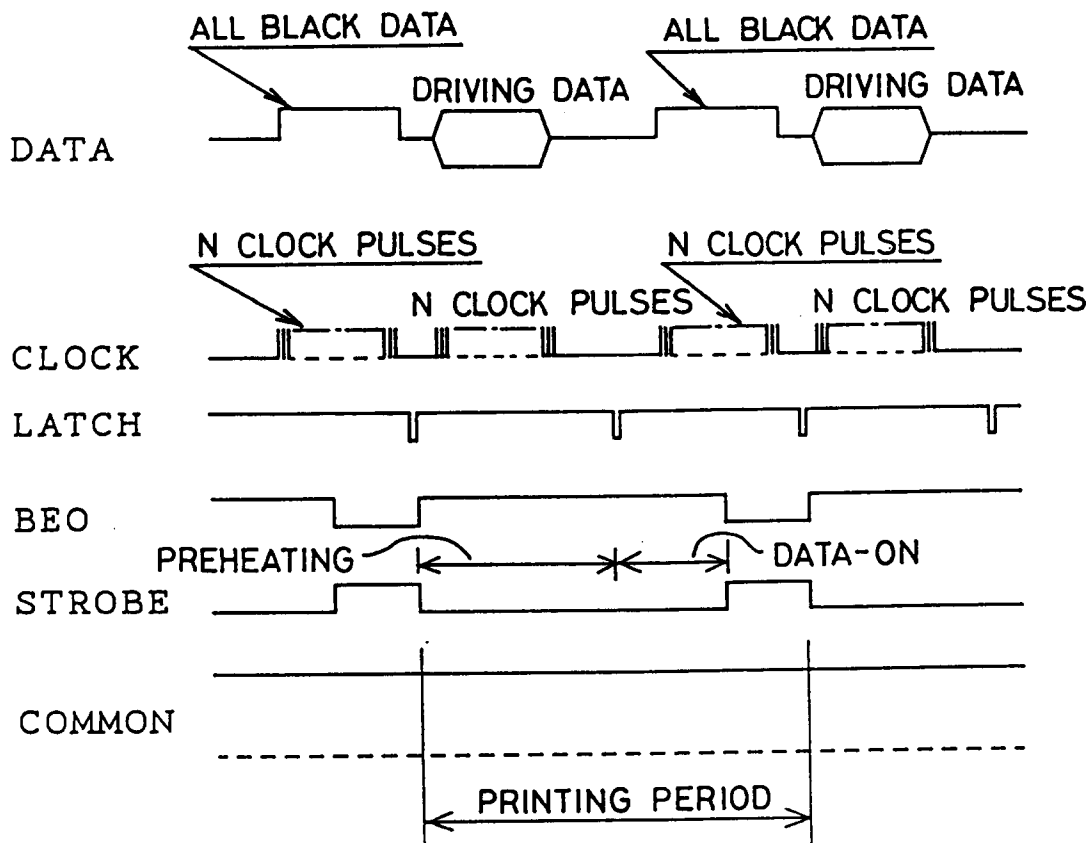 ALL BLACK DATA
ALL BLACK DATA
DRIVING DATA
DRIVING DATA
DATA
N CLOCK PULSES
N CLOCK PULSES
N CLOCK PULSES
N CLOCK PULSES
CLOCK
LATCH
BEO
PREHEATING
DATA-ON
STROBE
COMMON
PRINTING PERIOD